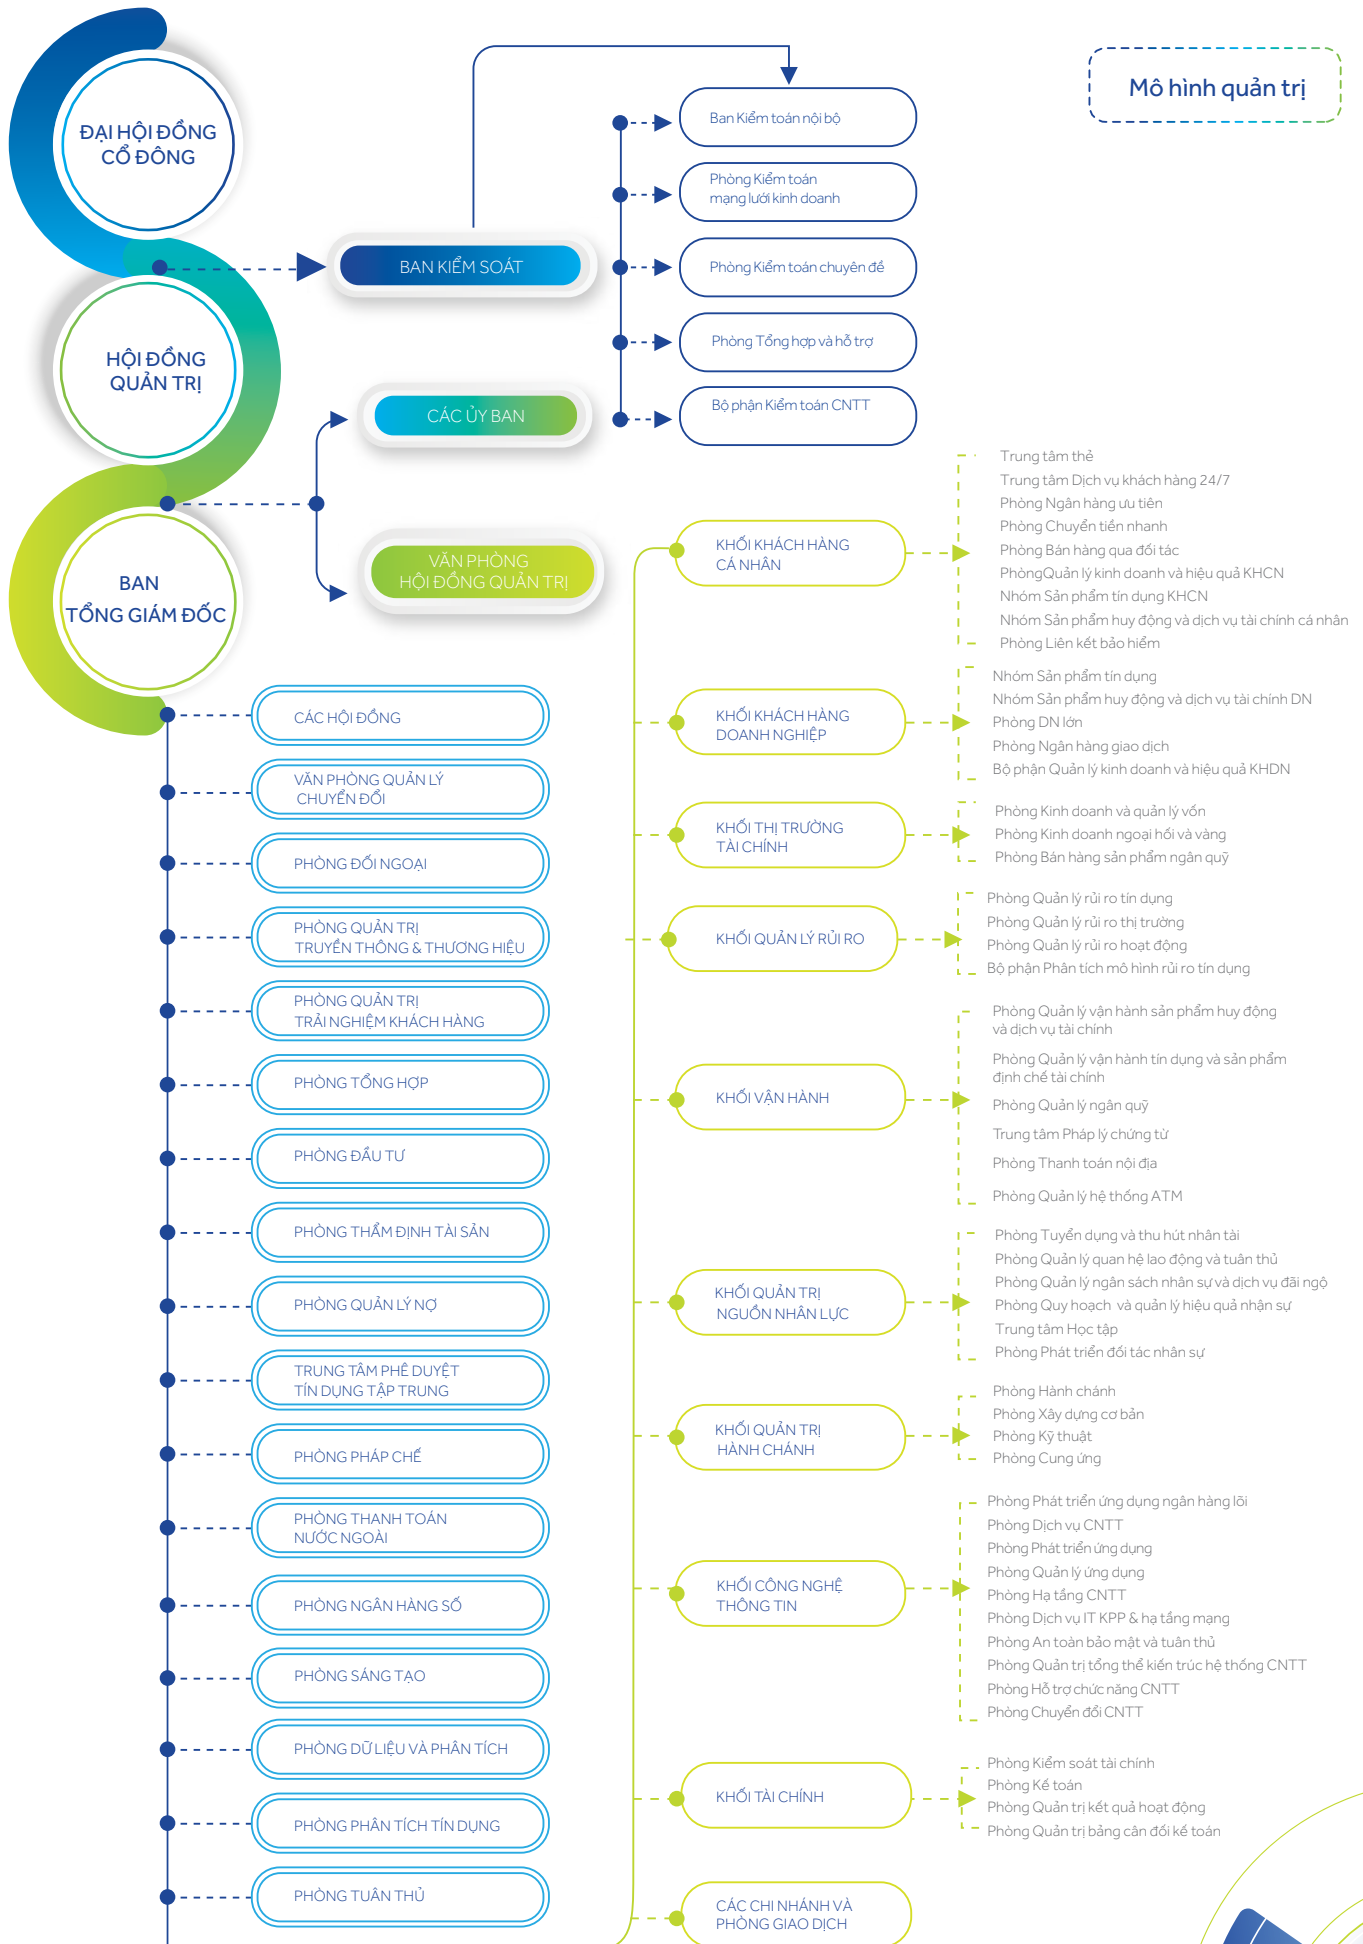 Mô hình quản trị
ĐẠI HỘI ĐỒNG
CỔ ĐÔNG
HỘI ĐỒNG
QUẢN TRỊ
BAN
TỔNG GIÁM ĐỐC
BAN KIỂM SOÁT
CÁC ỦY BAN
VĂN PHÒNG
HỘI ĐỒNG QUẢN TRỊ
Ban Kiểm toán nội bộ
Phòng Kiểm toán
mạng lưới kinh doanh
Phòng Kiểm toán chuyên đề
Phòng Tổng hợp và hỗ trợ
Bộ phận Kiểm toán CNTT
CÁC HỘI ĐỒNG
VĂN PHÒNG QUẢN LÝ
CHUYỂN ĐỔI
PHÒNG ĐỐI NGOẠI
PHÒNG QUẢN TRỊ
TRUYỀN THÔNG & THƯƠNG HIỆU
PHÒNG QUẢN TRỊ
TRẢI NGHIỆM KHÁCH HÀNG
PHÒNG TỔNG HỢP
PHÒNG ĐẦU TƯ
PHÒNG THẨM ĐỊNH TÀI SẢN
PHÒNG QUẢN LÝ NỢ
TRUNG TÂM PHÊ DUYỆT
TÍN DỤNG TẬP TRUNG
PHÒNG PHÁP CHẾ
PHÒNG THANH TOÁN
NƯỚC NGOÀI
PHÒNG NGÂN HÀNG SỐ
PHÒNG SÁNG TẠO
PHÒNG DỮ LIỆU VÀ PHÂN TÍCH
PHÒNG PHÂN TÍCH TÍN DỤNG
PHÒNG TUÂN THỦ
KHỐI KHÁCH HÀNG
CÁ NHÂN
Trung tâm thẻ
Trung tâm Dịch vụ khách hàng 24/7
Phòng Ngân hàng ưu tiên
Phòng Chuyển tiền nhanh
Phòng Bán hàng qua đối tác
PhòngQuản lý kinh doanh và hiệu quả KHCN
Nhóm Sản phẩm tín dụng KHCN
Nhóm Sản phẩm huy động và dịch vụ tài chính cá nhân
Phòng Liên kết bảo hiểm
KHỐI KHÁCH HÀNG
DOANH NGHIỆP
Nhóm Sản phẩm tín dụng
Nhóm Sản phẩm huy động và dịch vụ tài chính DN
Phòng DN lớn
Phòng Ngân hàng giao dịch
Bộ phận Quản lý kinh doanh và hiệu quả KHDN
KHỐI THỊ TRƯỜNG
TÀI CHÍNH
Phòng Kinh doanh và quản lý vốn
Phòng Kinh doanh ngoại hối và vàng
Phòng Bán hàng sản phẩm ngân quỹ
KHỐI QUẢN LÝ RỦI RO
Phòng Quản lý rủi ro tín dụng
Phòng Quản lý rủi ro thị trường
Phòng Quản lý rủi ro hoạt động
Bộ phận Phân tích mô hình rủi ro tín dụng
KHỐI VẬN HÀNH
Phòng Quản lý vận hành sản phẩm huy động
và dịch vụ tài chính
Phòng Quản lý vận hành tín dụng và sản phẩm
định chế tài chính
Phòng Quản lý ngân quỹ
Trung tâm Pháp lý chứng từ
Phòng Thanh toán nội địa
Phòng Quản lý hệ thống ATM
KHỐI QUẢN TRỊ
NGUỒN NHÂN LỰC
Phòng Tuyển dụng và thu hút nhân tài
Phòng Quản lý quan hệ lao động và tuân thủ
Phòng Quản lý ngân sách nhân sự và dịch vụ đãi ngộ
Phòng Quy hoạch và quản lý hiệu quả nhận sự
Trung tâm Học tập
Phòng Phát triển đối tác nhân sự
KHỐI QUẢN TRỊ
HÀNH CHÁNH
Phòng Hành chánh
Phòng Xây dựng cơ bản
Phòng Kỹ thuật
Phòng Cung ứng
KHỐI CÔNG NGHỆ
THÔNG TIN
Phòng Phát triển ứng dụng ngân hàng lõi
Phòng Dịch vụ CNTT
Phòng Phát triển ứng dụng
Phòng Quản lý ứng dụng
Phòng Hạ tầng CNTT
Phòng Dịch vụ IT KPP & hạ tầng mạng
Phòng An toàn bảo mật và tuân thủ
Phòng Quản trị tổng thể kiến trúc hệ thống CNTT
Phòng Hỗ trợ chức năng CNTT
Phòng Chuyển đổi CNTT
KHỐI TÀI CHÍNH
Phòng Kiểm soát tài chính
Phòng Kế toán
Phòng Quản trị kết quả hoạt động
Phòng Quản trị bảng cân đối kế toán
CÁC CHI NHÁNH VÀ
PHÒNG GIAO DỊCH